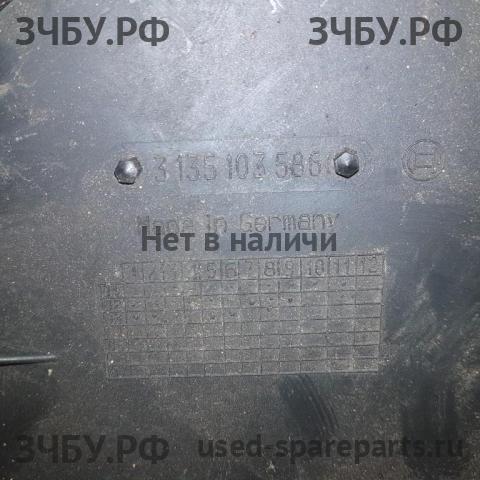 ЗЧБУ.РФ ЗЧБУ.РФ
3 135 103 586
Made In Germany
Нет в наличи
1 2 3 4 5 6 7 8 9 10 11 12
ЗЧБУ.РФ used-spareparts.ru